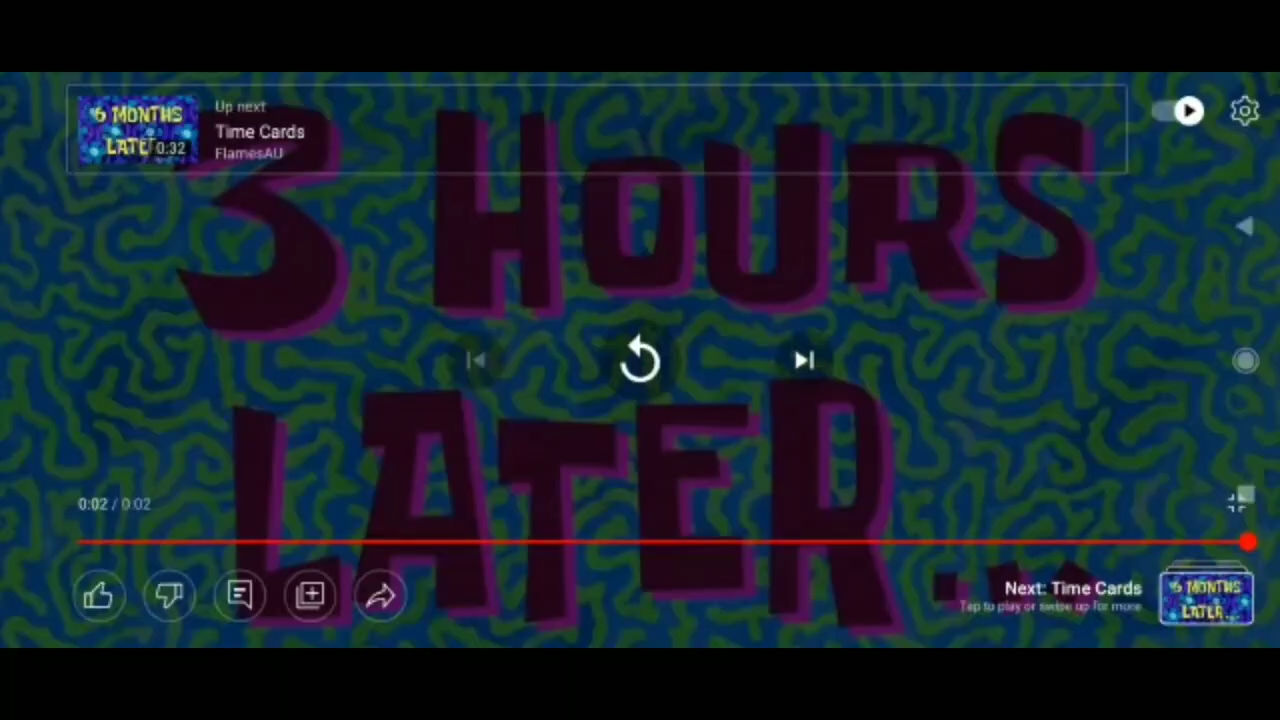 Up next
Time Cards
FlamesAU
6 MONTHS
LATER
0:32
3 HOURS
LATER...
0:02 / 0:02
Next: Time Cards
Tap to play or swipe up for more
6 MONTHS
LATER...